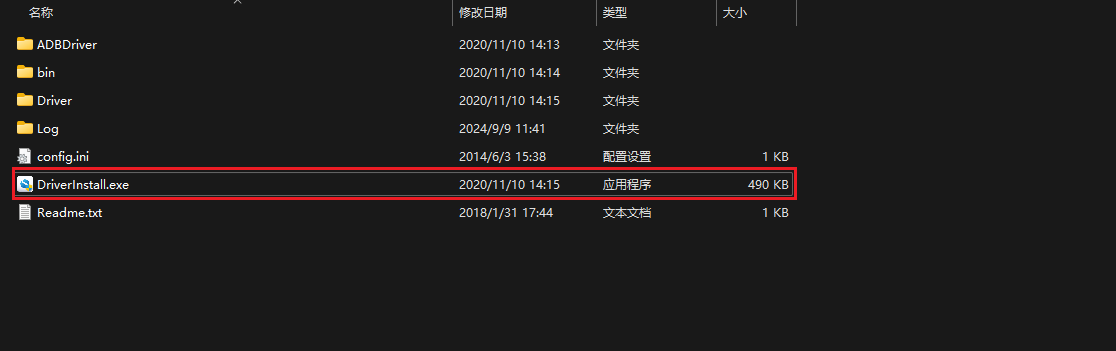 名称 修改日期 类型 大小
ADBDriver 2020/11/10 14:13 文件夹
bin 2020/11/10 14:14 文件夹
Driver 2020/11/10 14:15 文件夹
Log 2024/9/9 11:41 文件夹
config.ini 2014/6/3 15:38 配置设置 1 KB
DriverInstall.exe 2020/11/10 14:15 应用程序 490 KB
Readme.txt 2018/1/31 17:44 文本文档 1 KB